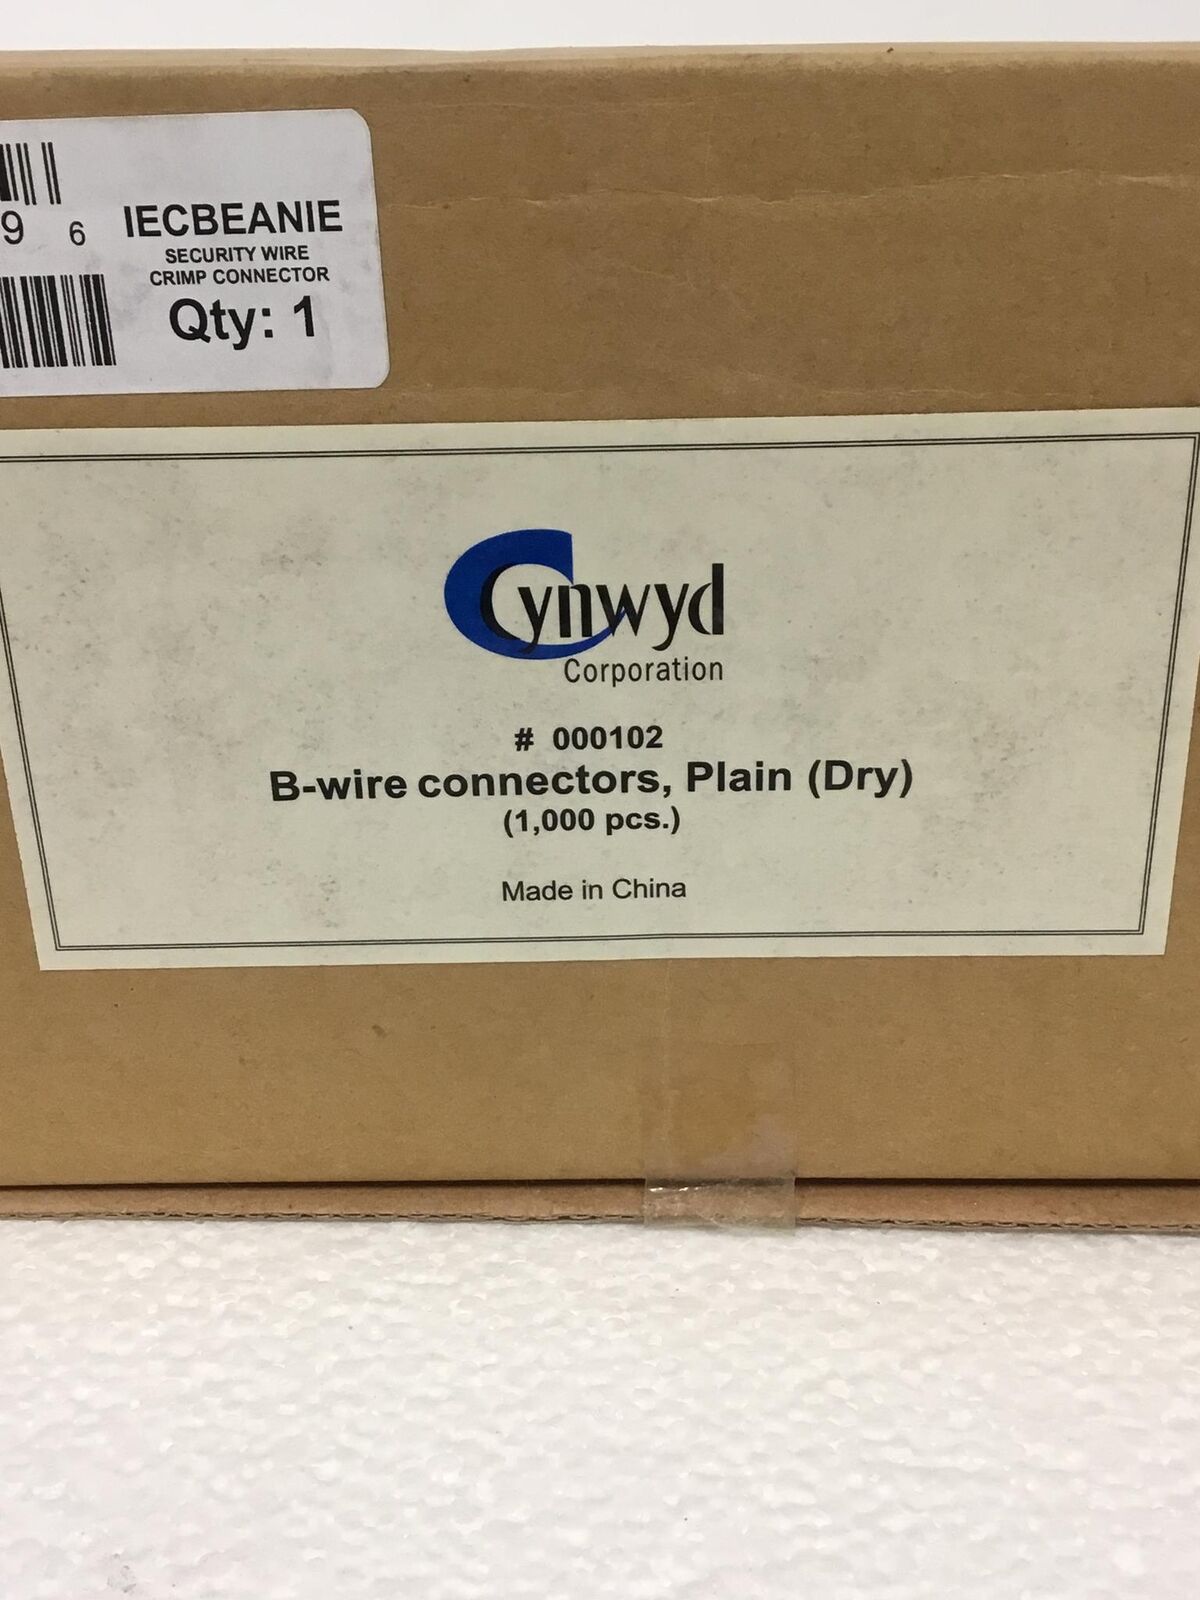 9 6
IECBEANIE
SECURITY WIRE
CRIMP CONNECTOR
Qty: 1
Cynwyd
Corporation
# 000102
B-wire connectors, Plain (Dry)
(1,000 pcs.)
Made in China